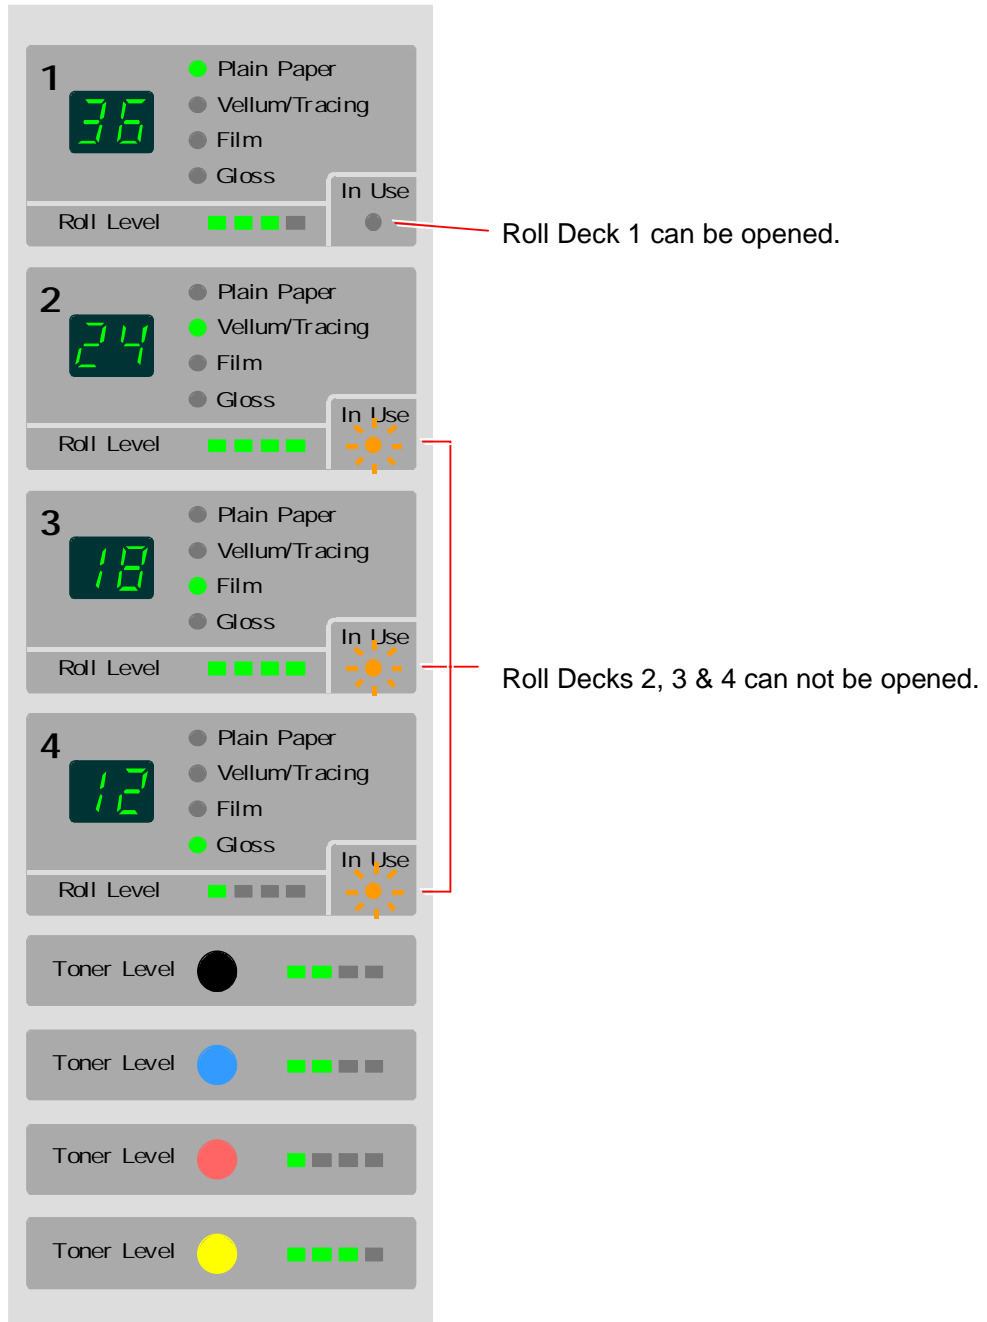 1
36
Plain Paper
Vellum/Tracing
Film
Gloss
In Use
Roll Level
Roll Deck 1 can be opened.
2
24
Plain Paper
Vellum/Tracing
Film
Gloss
In Use
Roll Level
3
18
Plain Paper
Vellum/Tracing
Film
Gloss
In Use
Roll Level
Roll Decks 2, 3 & 4 can not be opened.
4
12
Plain Paper
Vellum/Tracing
Film
Gloss
In Use
Roll Level
Toner Level
Toner Level
Toner Level
Toner Level